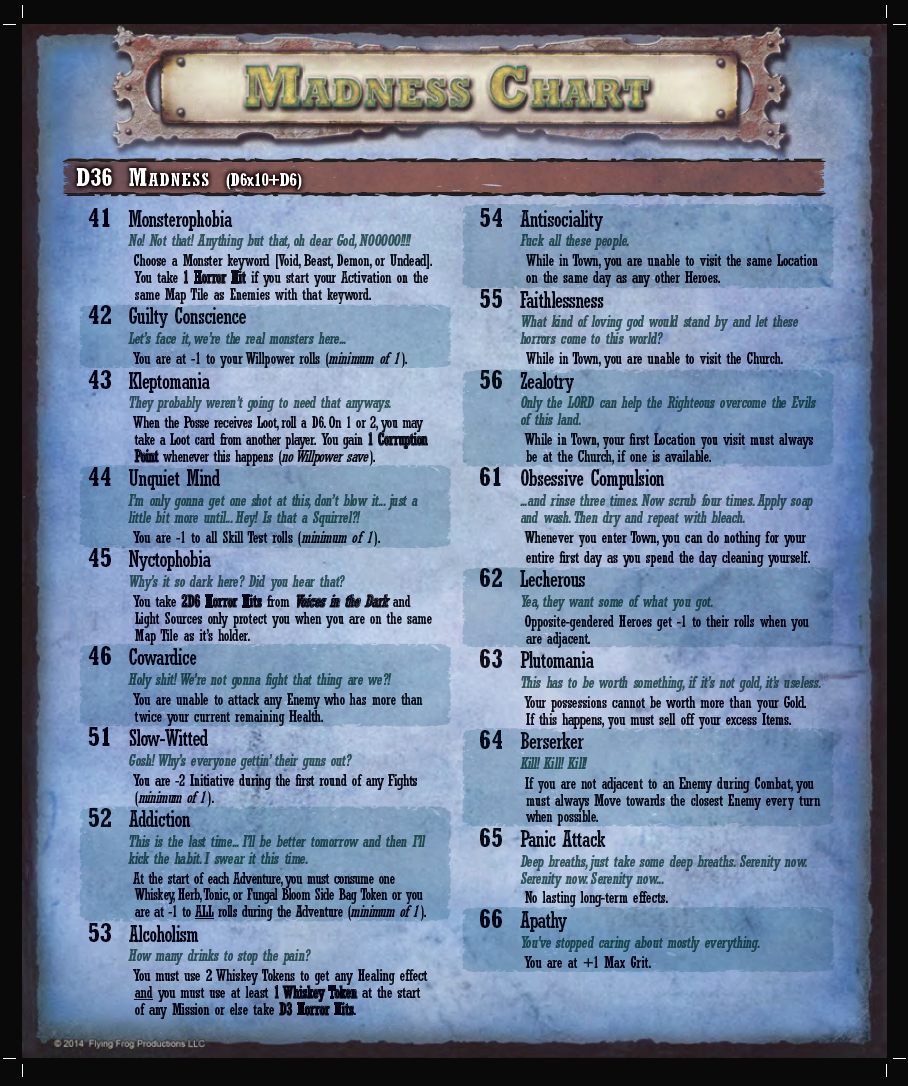 MADNESS CHART
D36 MADNESS (D6x10+D6)
41 Monsterophobia
No! Not that! Anything but that, oh dear God, NOOOOO!!!!
Choose a Monster keyword [Void, Beast, Demon, or Undead].
You take 1 Horror Hit if you start your Activation on the
same Map Tile as Enemies with that keyword.
42 Guilty Conscience
Let's face it, we're the real monsters here...
You are at -1 to your Willpower rolls (minimum of 1).
43 Kleptomania
They probably weren't going to need that anyways.
When the Posse receives Loot, roll a D6. On 1 or 2, you may
take a Loot card from another player. You gain 1 Corruption
Point whenever this happens (no Willpower save).
44 Unquiet Mind
I'm only gonna get one shot at this, don't blow it... just a
little bit more until... Hey! Is that a Squirrel?!
You are -1 to all Skill Test rolls (minimum of 1).
45 Nyctophobia
Why's it so dark here? Did you hear that?
You take 2D6 Horror Hits from Voices in the Dark and
Light Sources only protect you when you are on the same
Map Tile as it's holder.
46 Cowardice
Holy shit! We're not gonna fight that thing are we?!
You are unable to attack any Enemy who has more than
twice your current remaining Health.
51 Slow-Witted
Gosh! Why's everyone gettin' their guns out?
You are -2 Initiative during the first round of any Fights
(minimum of 1).
52 Addiction
This is the last time... I'll be better tomorrow and then I'll
kick the habit. I swear it this time.
At the start of each Adventure, you must consume one
Whiskey, Herb, Tonic, or Fungal Bloom Side Bag Token or you
are at -1 to ALL rolls during the Adventure (minimum of 1).
53 Alcoholism
How many drinks to stop the pain?
You must use 2 Whiskey Tokens to get any Healing effect
and you must use at least 1 Whiskey Token at the start
of any Mission or else take D3 Horror Hits.
54 Antisociality
Fuck all these people.
While in Town, you are unable to visit the same Location
on the same day as any other Heroes.
55 Faithlessness
What kind of loving god would stand by and let these
horrors come to this world?
While in Town, you are unable to visit the Church.
56 Zealotry
Only the LORD can help the Righteous overcome the Evils
of this land.
While in Town, your first Location you visit must always
be at the Church, if one is available.
61 Obsessive Compulsion
...and rinse three times. Now scrub four times. Apply soap
and wash. Then dry and repeat with bleach.
Whenever you enter Town, you can do nothing for your
entire first day as you spend the day cleaning yourself.
62 Lecherous
Yea, they want some of what you got.
Opposite-gendered Heroes get -1 to their rolls when you
are adjacent.
63 Plutomania
This has to be worth something, if it's not gold, it's useless.
Your possessions cannot be worth more than your Gold.
If this happens, you must sell off your excess Items.
64 Berserker
Kill! Kill! Kill!
If you are not adjacent to an Enemy during Combat, you
must always Move towards the closest Enemy every turn
when possible.
65 Panic Attack
Deep breaths, just take some deep breaths. Serenity now.
Serenity now. Serenity now...
No lasting long-term effects.
66 Apathy
You've stopped caring about mostly everything.
You are at +1 Max Grit.
© 2014 Flying Frog Productions LLC